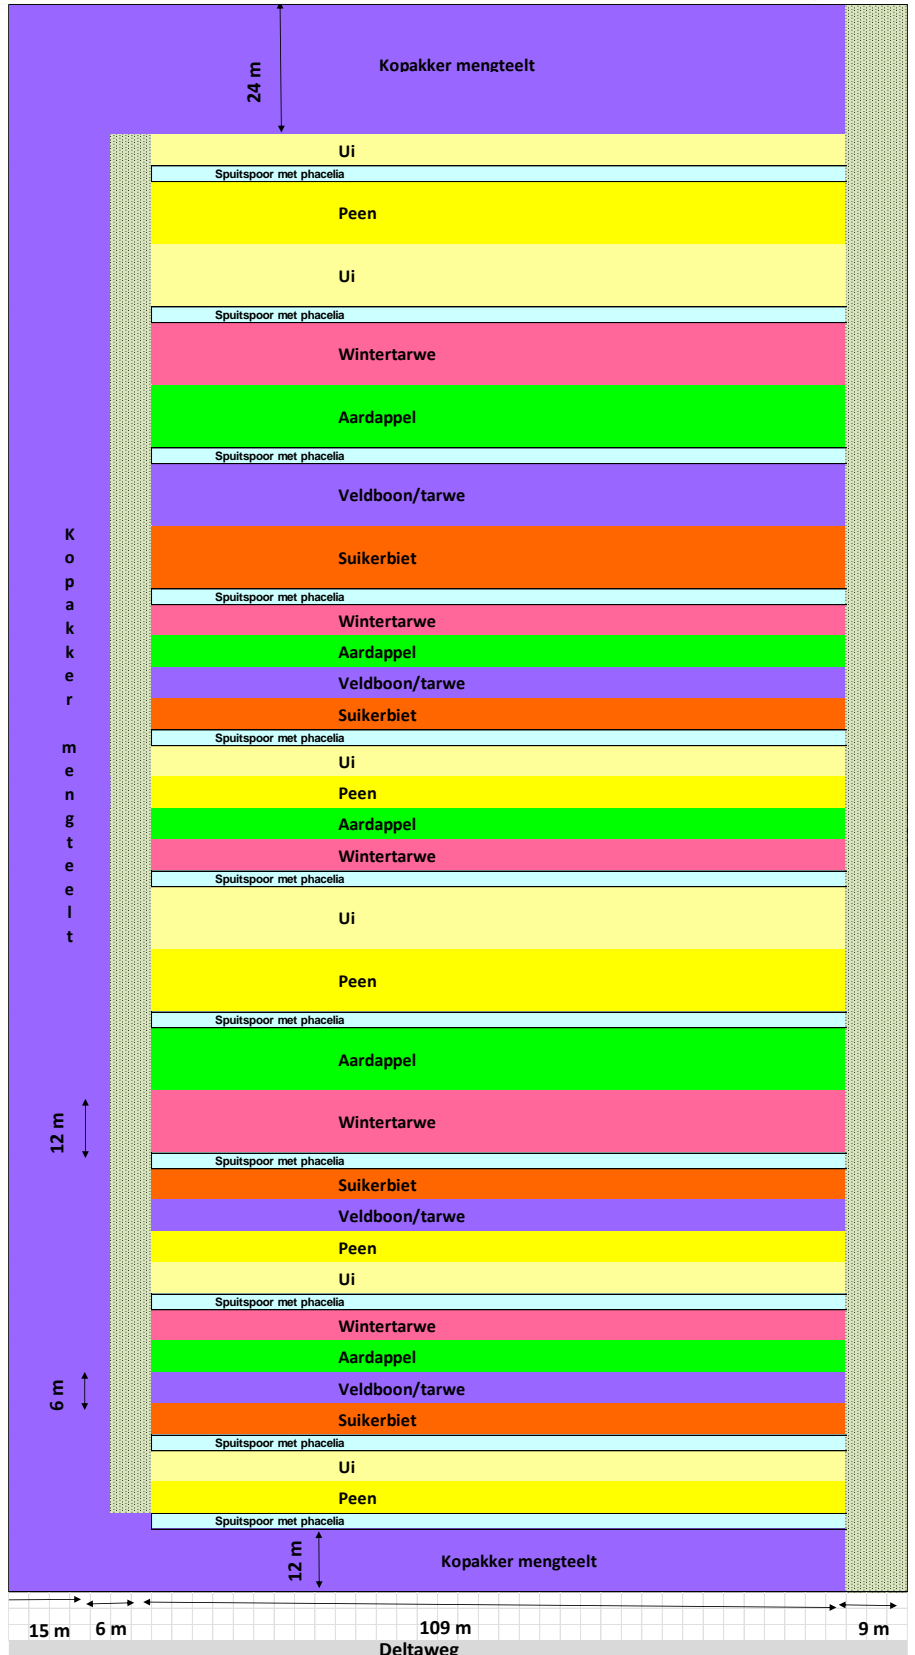 Kopakker mengteelt
24 m
Ui
Spuitspoor met phacelia
Peen
Ui
Spuitspoor met phacelia
Wintertarwe
Aardappel
Spuitspoor met phacelia
Veldboon/tarwe
Suikerbiet
Spuitspoor met phacelia
Wintertarwe
Aardappel
Veldboon/tarwe
Suikerbiet
Spuitspoor met phacelia
Ui
Peen
Aardappel
Wintertarwe
Spuitspoor met phacelia
Ui
Peen
Spuitspoor met phacelia
Aardappel
Wintertarwe
Spuitspoor met phacelia
Suikerbiet
Veldboon/tarwe
Peen
Ui
Spuitspoor met phacelia
Wintertarwe
Aardappel
Veldboon/tarwe
Suikerbiet
Spuitspoor met phacelia
Ui
Peen
Spuitspoor met phacelia
Kopakker mengteelt
12 m
6 m
12 m
Kopakker mengteelt
15 m 6 m 109 m 9 m
Deltaweg